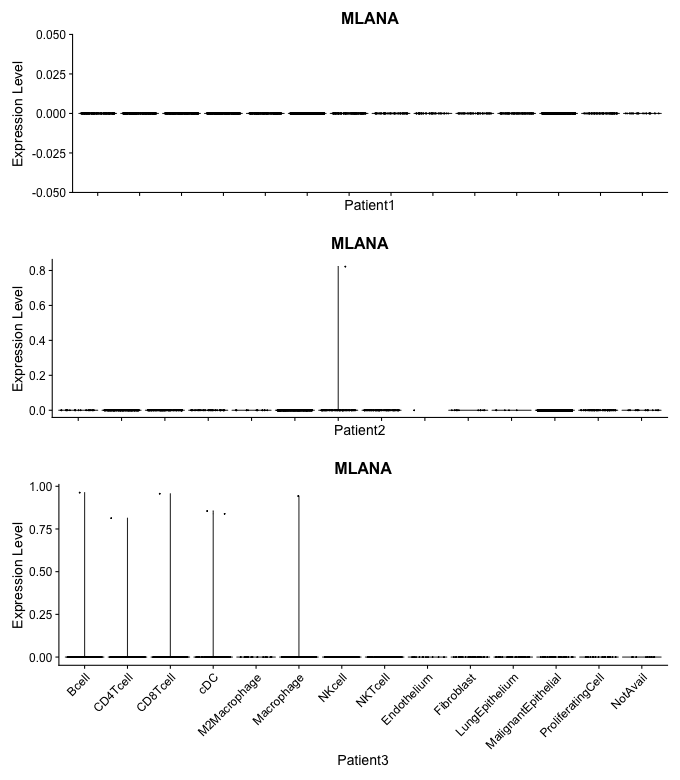 MLANA
0.050
0.025
0.000
-0.025
-0.050
Expression Level
Patient1
MLANA
0.8
0.6
0.4
0.2
0.0
Expression Level
Patient2
MLANA
1.00
0.75
0.50
0.25
0.00
Expression Level
Bcell
CD4Tcell
CD8Tcell
cDC
M2Macrophage
Macrophage
NKcell
NKTcell
Endothelium
Fibroblast
LungEpithelium
MalignantEpithelial
ProliferatingCell
NotAvail
Patient3